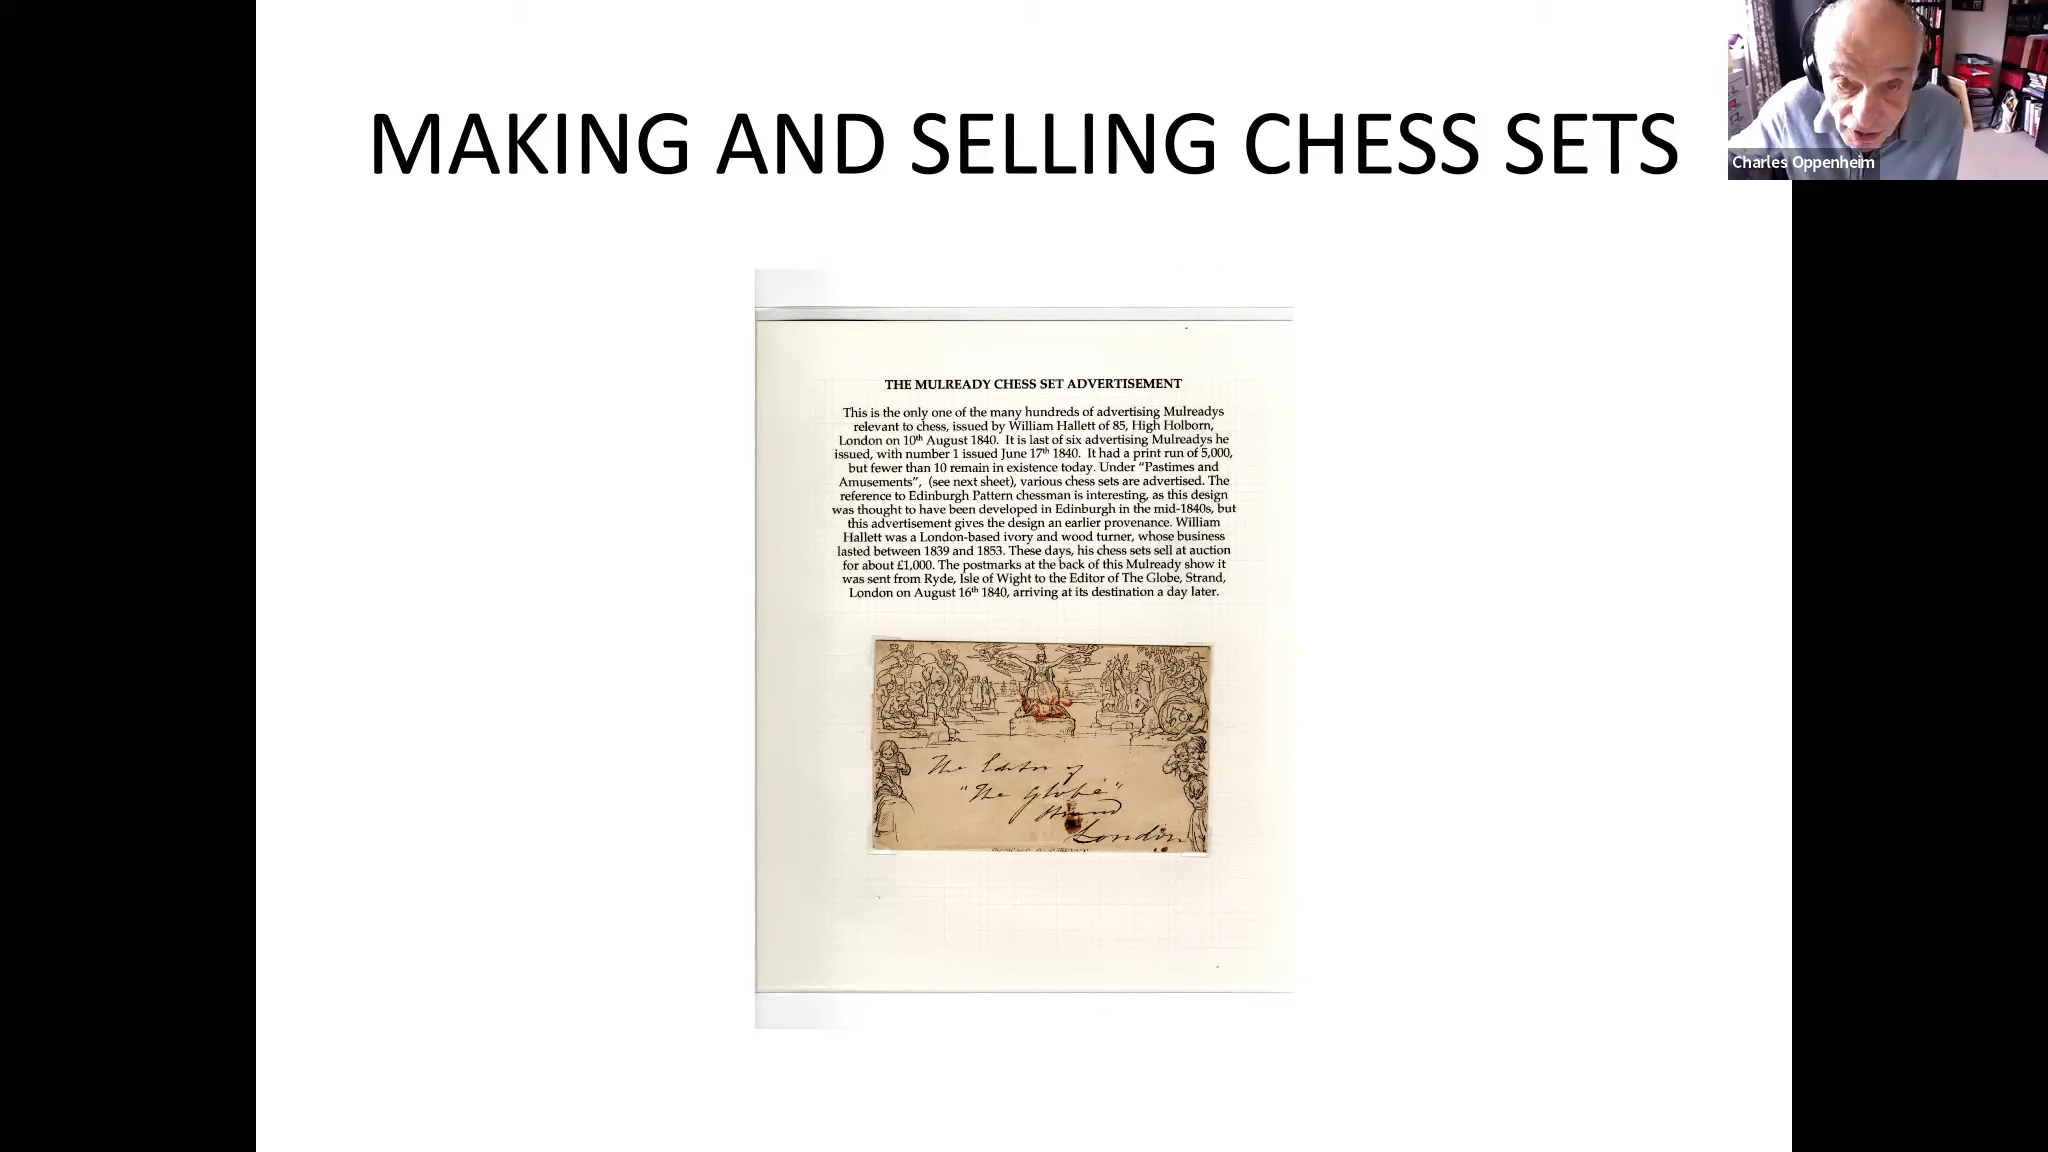 MAKING AND SELLING CHESS SETS
Charles Oppenheim
THE MULREADY CHESS SET ADVERTISEMENT
This is the only one of the many hundreds of advertising Mulreadys
relevant to chess, issued by William Hallett of 85, High Holborn,
London on 10th August 1840. It is last of six advertising Mulreadys he
issued, with number 1 issued June 17th 1840. It had a print run of 5,000,
but fewer than 10 remain in existence today. Under “Pastimes and
Amusements”, (see next sheet), various chess sets are advertised. The
reference to Edinburgh Pattern chessman is interesting, as this design
was thought to have been developed in Edinburgh in the mid-1840s, but
this advertisement gives the design an earlier provenance. William
Hallett was a London-based ivory and wood turner, whose business
lasted between 1839 and 1853. These days, his chess sets sell at auction
for about £1,000. The postmarks at the back of this Mulready show it
was sent from Ryde, Isle of Wight to the Editor of The Globe, Strand,
London on August 16th 1840, arriving at its destination a day later.
The Editor of
"The Globe"
Strand
London